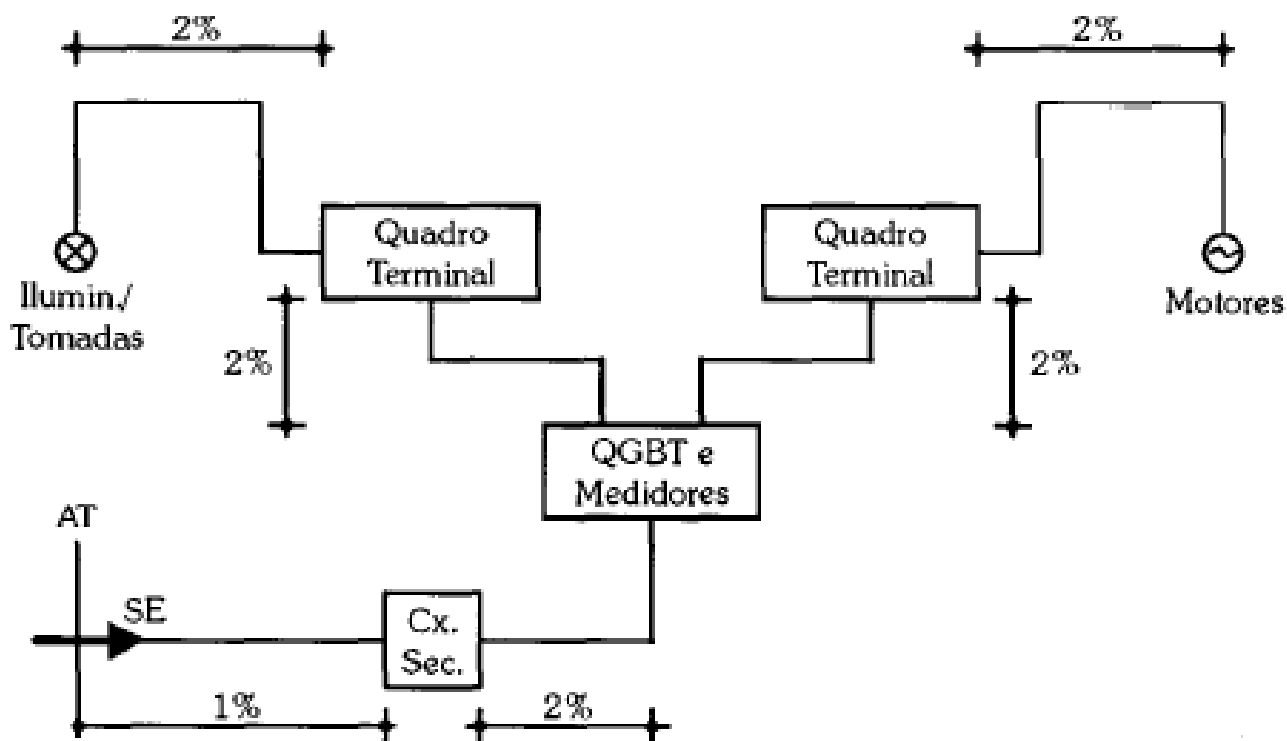 2%
2%
Quadro
Terminal
Quadro
Terminal
Ilumin./
Tomadas
Motores
2%
2%
QGBT e
Medidores
AT
SE
Cx.
Sec.
1%
2%